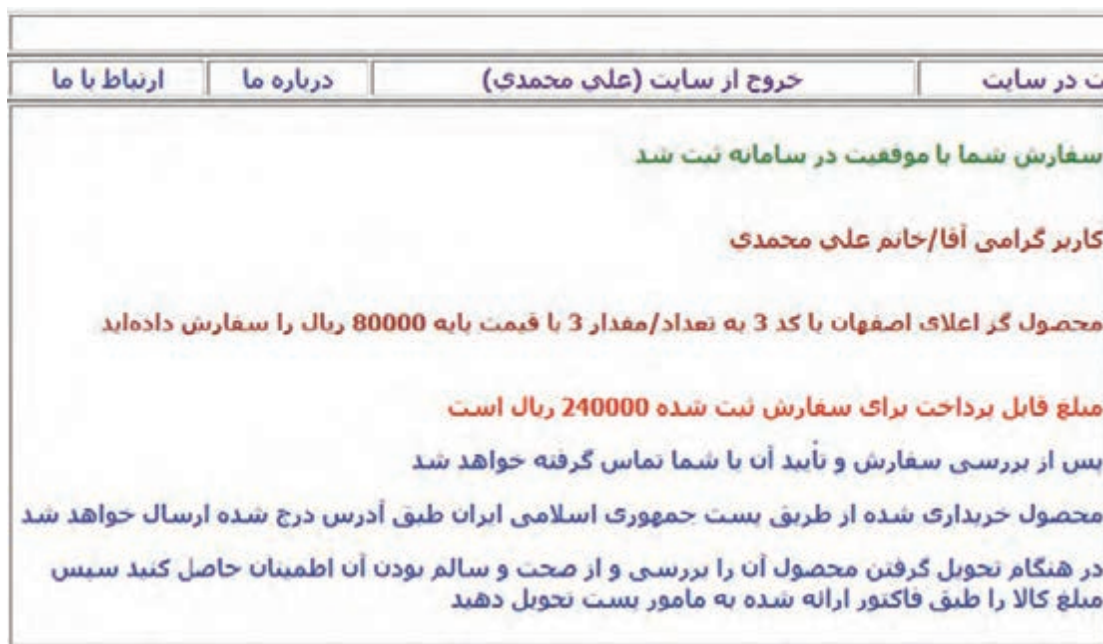 ت در سایت خروج از سایت (علی محمدی) درباره ما ارتباط با ما
سفارش شما با موفقیت در سامانه ثبت شد
کاربر گرامی آقا/خانم علی محمدی
محصول گز اعلای اصفهان با کد 3 به تعداد/مقدار 3 با قیمت پایه 80000 ریال را سفارش داده‌اید
مبلغ قابل پرداخت برای سفارش ثبت شده 240000 ریال است
پس از بررسی سفارش و تأیید آن با شما تماس گرفته خواهد شد
محصول خریداری شده از طریق پست جمهوری اسلامی ایران طبق آدرس درج شده ارسال خواهد شد
در هنگام تحویل گرفتن محصول آن را بررسی و از صحت و سالم بودن آن اطمینان حاصل کنید سپس
مبلغ کالا را طبق فاکتور ارائه شده به مامور پست تحویل دهید